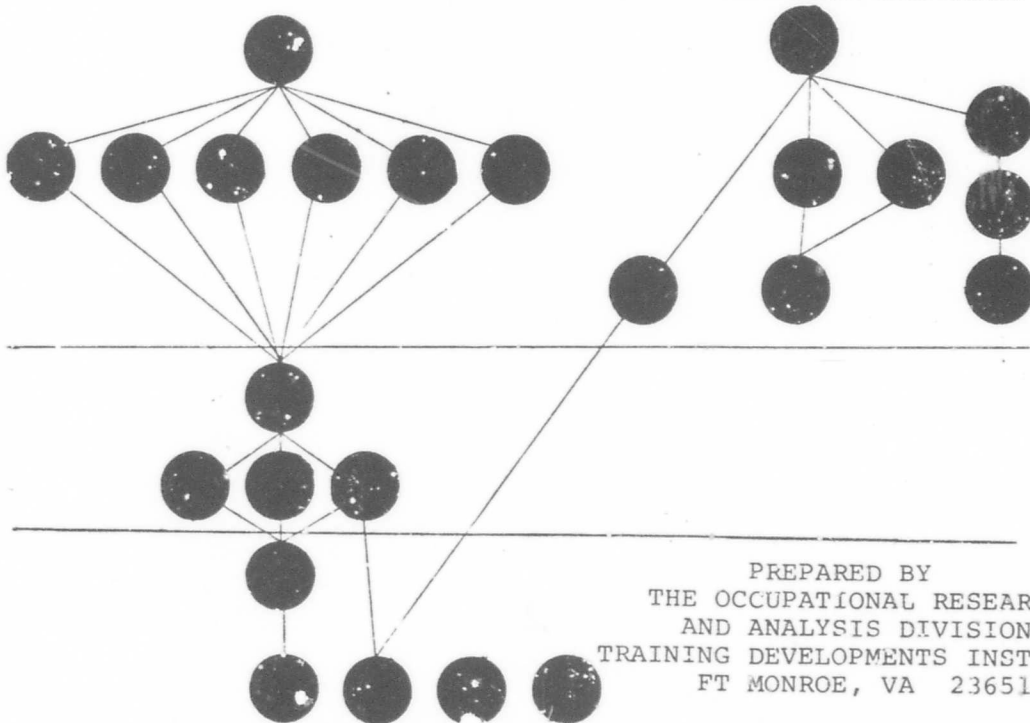 PREPARED BY
THE OCCUPATIONAL RESEAR
AND ANALYSIS DIVISION
TRAINING DEVELOPMENTS INST
FT MONROE, VA 23651